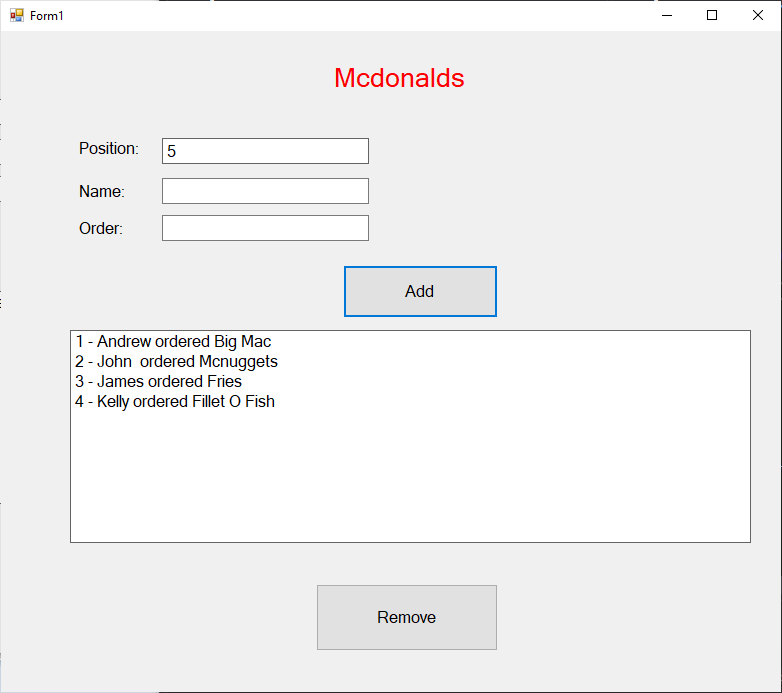 Form1
Mcdonalds
Position: 5
Name:
Order:
Add
1 - Andrew ordered Big Mac
2 - John  ordered Mcnuggets
3 - James ordered Fries
4 - Kelly ordered Fillet O Fish
Remove